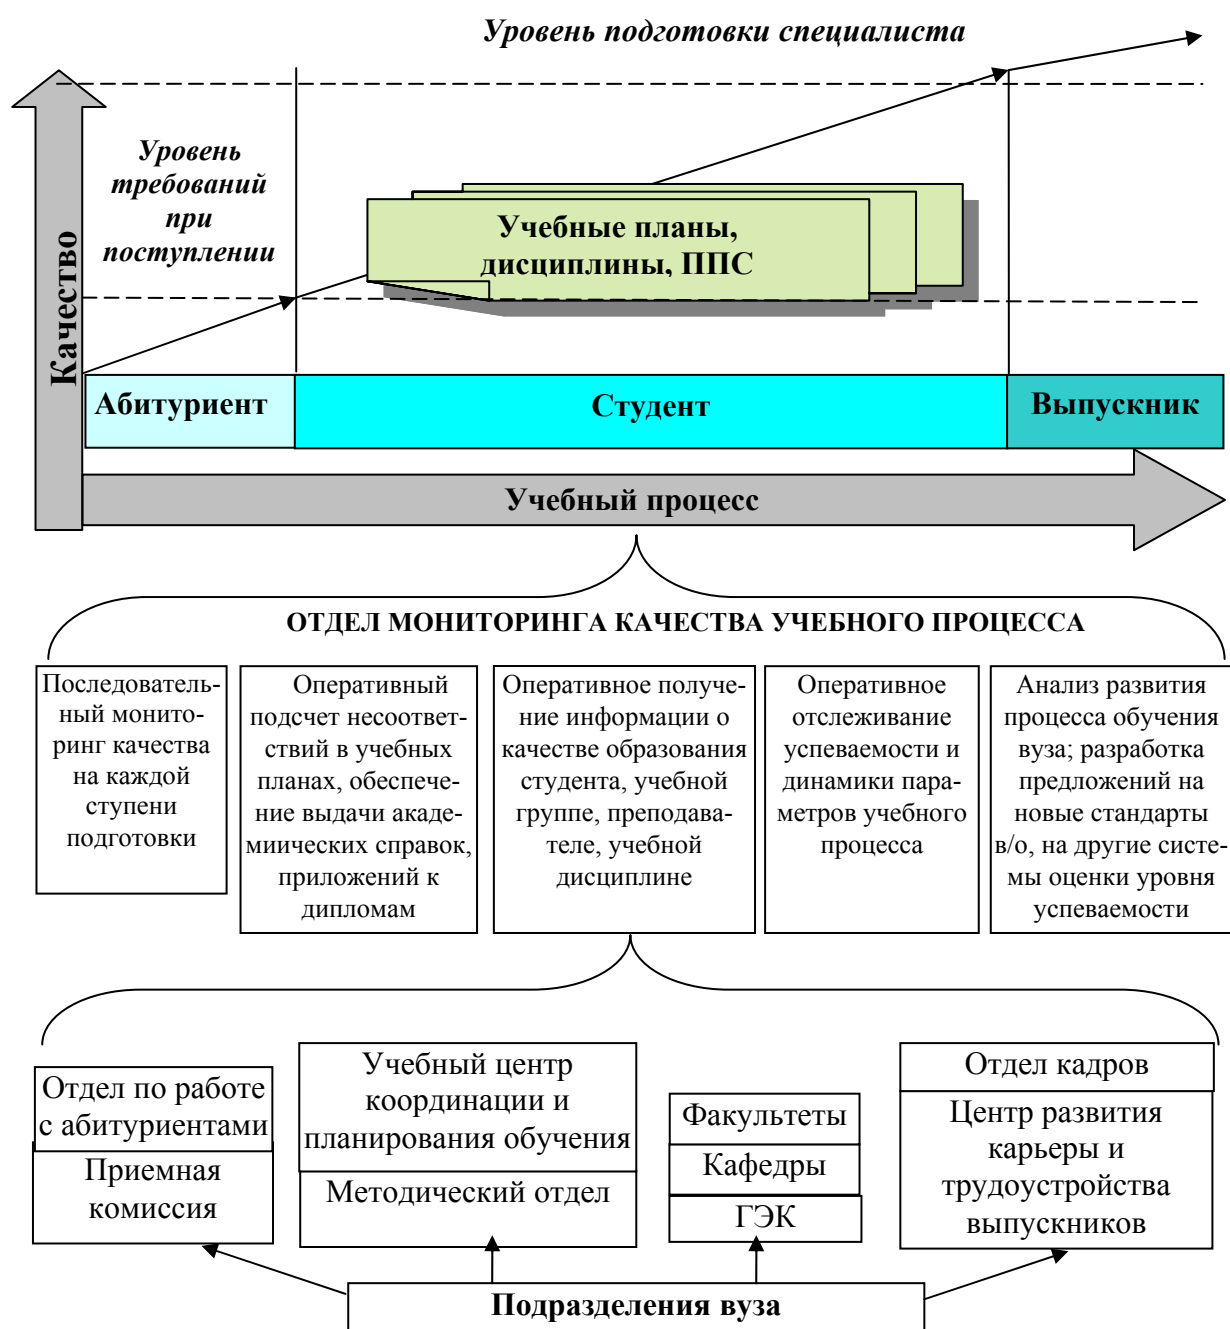 Уровень подготовки специалиста
Уровень
требований
при
поступлении
Учебные планы,
дисциплины, ППС
Качество
Абитуриент
Студент
Выпускник
Учебный процесс
ОТДЕЛ МОНИТОРИНГА КАЧЕСТВА УЧЕБНОГО ПРОЦЕССА
Последователь-
ный монито-
ринг качества
на каждой
ступени
подготовки
Оперативный
подсчет несоответ-
ствий в учебных
планах, обеспече-
ние выдачи акаде-
миических справок,
приложений к
дипломам
Оперативное получе-
ние информации о
качестве образования
студента, учебной
группе, преподава-
теле, учебной
дисциплине
Оперативное
отслеживание
успеваемости и
динамики пара-
метров учебного
процесса
Анализ развития
процесса обучения
вуза; разработка
предложений на
новые стандарты
в/о, на другие систе-
мы оценки уровня
успеваемости
Отдел по работе
с абитуриентами
Приемная
комиссия
Учебный центр
координации и
планирования обучения
Методический отдел
Факультеты
Кафедры
ГЭК
Отдел кадров
Центр развития
карьеры и
трудоустройства
выпускников
Подразделения вуза